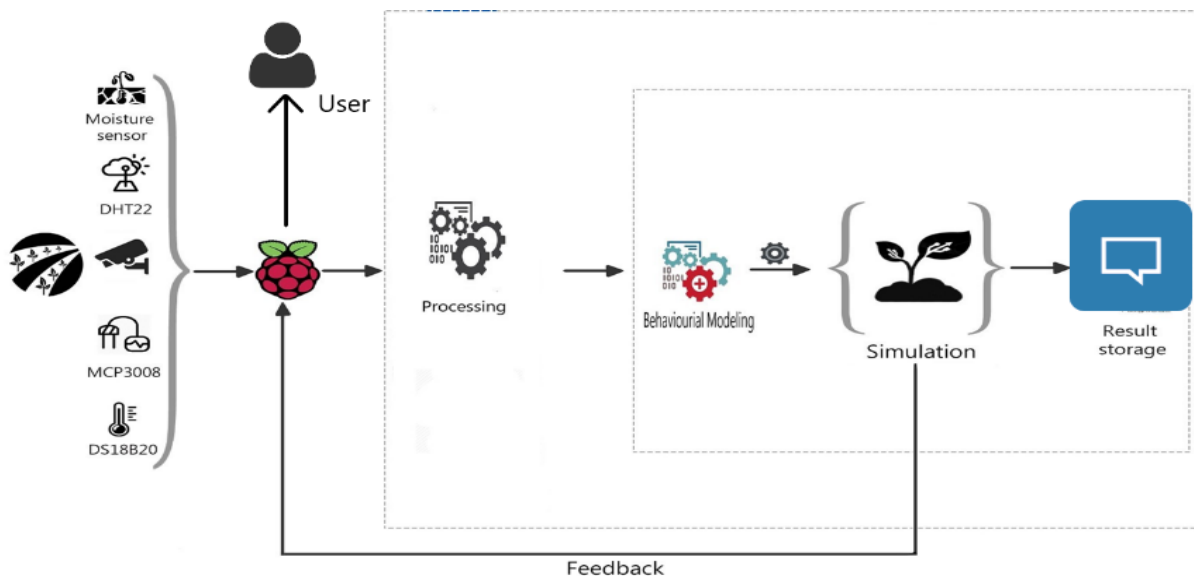 User
Moisture
sensor
DHT22
MCP3008
DS18B20
Processing
Behaviourial Modeling
Simulation
Result
storage
Feedback